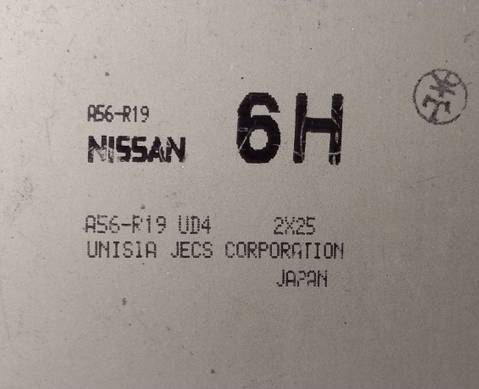 A56-R19
NISSAN
6H
A56-R19 UD4 2X25
UNISIA JECS CORPORATION
JAPAN